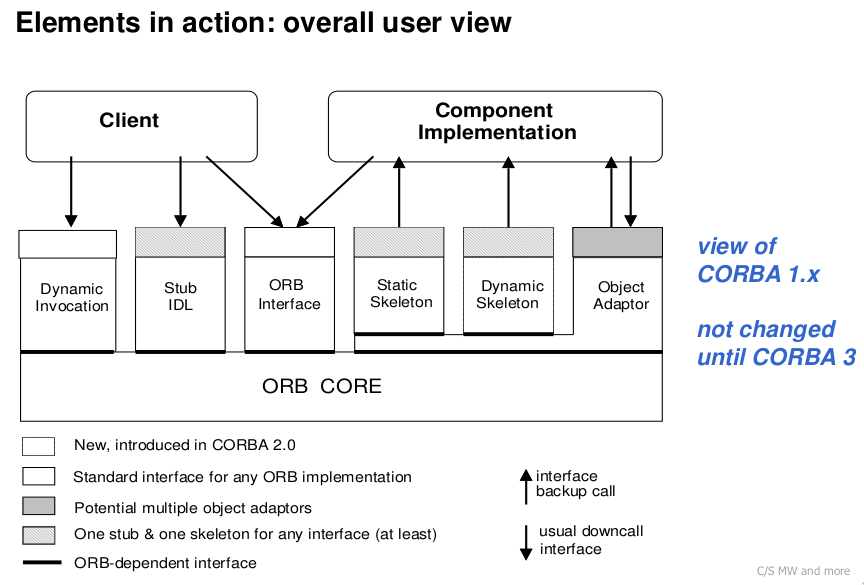 Elements in action: overall user view
Client
Component
Implementation
Dynamic
Invocation
Stub
IDL
ORB
Interface
Static
Skeleton
Dynamic
Skeleton
Object
Adaptor
view of
CORBA 1.x
not changed
until CORBA 3
ORB CORE
New, introduced in CORBA 2.0
Standard interface for any ORB implementation
Potential multiple object adaptors
One stub & one skeleton for any interface (at least)
ORB-dependent interface
interface
backup call
usual downcall
interface
C/S MW and more